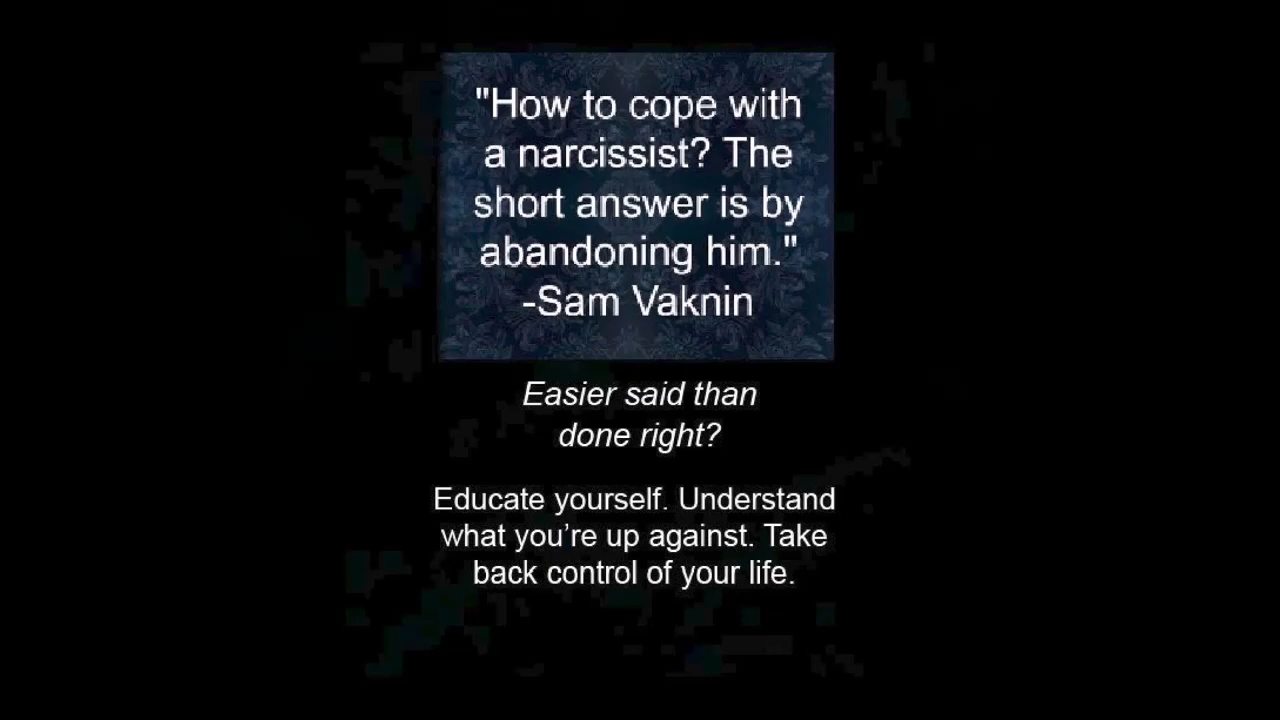 "How to cope with
a narcissist? The
short answer is by
abandoning him."
-Sam Vaknin
Easier said than
done right?
Educate yourself. Understand
what you’re up against. Take
back control of your life.